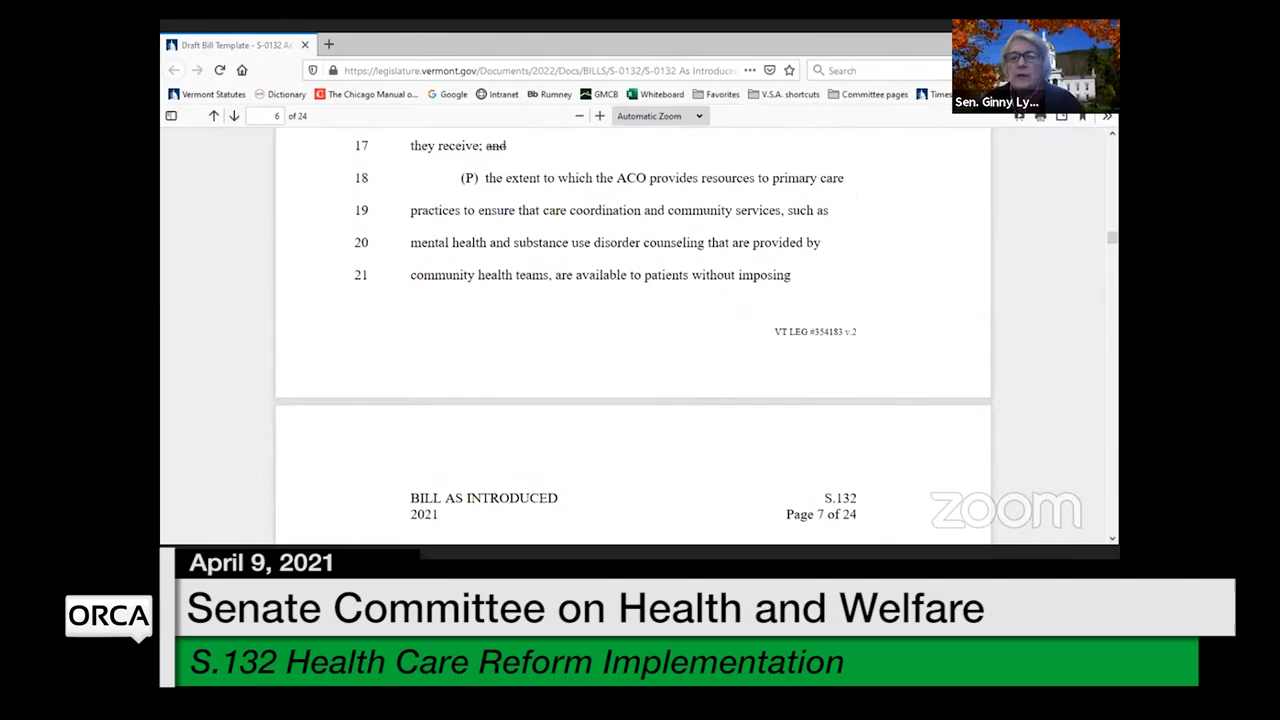 Draft Bill Template - S-0132 As
https://legislature.vermont.gov/Documents/2022/Docs/BILLS/S-0132/S-0132 As Introduce
Search
Vermont Statutes Dictionary The Chicago Manual o... Google Intranet Bb Rumney GMCB Whiteboard Favorites V.S.A. shortcuts Committee pages Times
6 of 24 Automatic Zoom
Sen. Ginny Ly...
17 they receive; and
18 (P) the extent to which the ACO provides resources to primary care
19 practices to ensure that care coordination and community services, such as
20 mental health and substance use disorder counseling that are provided by
21 community health teams, are available to patients without imposing
VT LEG #354183 v.2
BILL AS INTRODUCED S.132
2021 Page 7 of 24
zoom
April 9, 2021
ORCA
Senate Committee on Health and Welfare
S.132 Health Care Reform Implementation